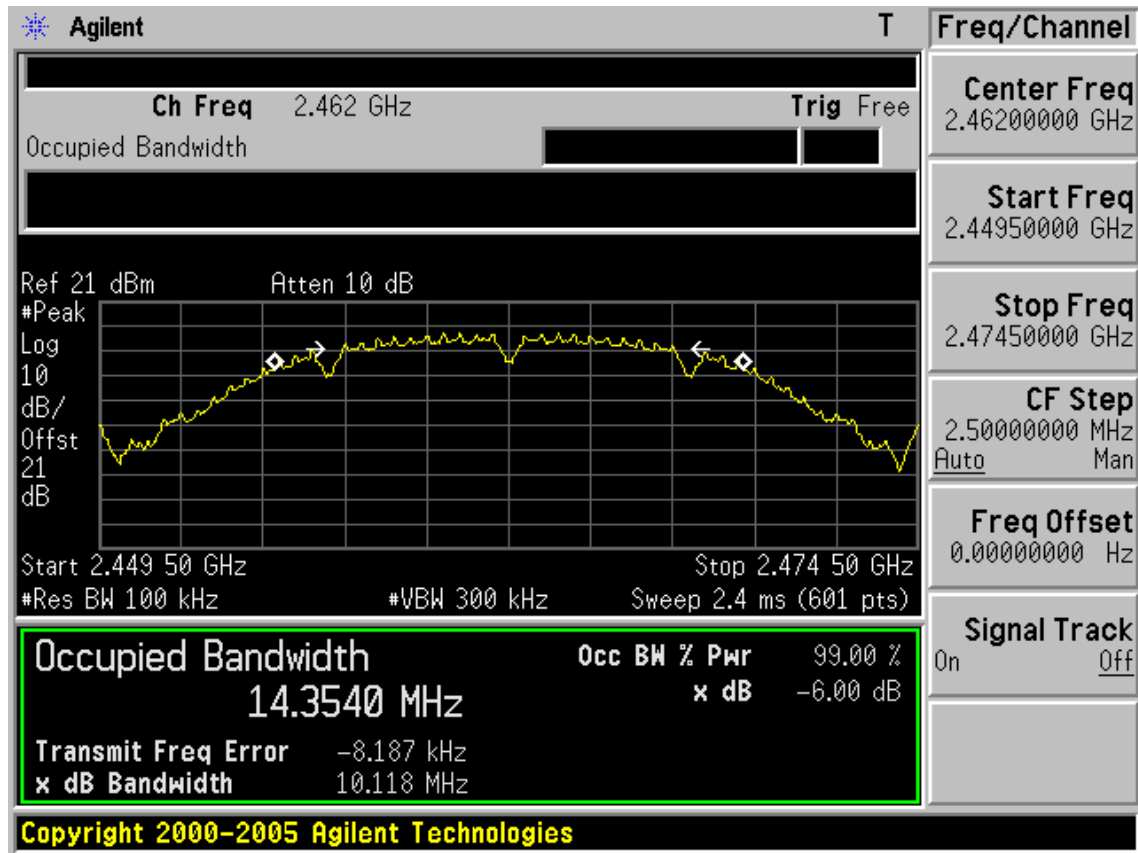 Agilent T
Ch Freq 2.462 GHz Trig Free
Occupied Bandwidth
Ref 21 dBm Atten 10 dB
#Peak
Log
10
dB/
Offst
21
dB
Start 2.449 50 GHz Stop 2.474 50 GHz
#Res BW 100 kHz #VBW 300 kHz Sweep 2.4 ms (601 pts)
Occupied Bandwidth Occ BW % Pwr 99.00 %
14.3540 MHz x dB -6.00 dB
Transmit Freq Error -8.187 kHz
x dB Bandwidth 10.118 MHz
Copyright 2000-2005 Agilent Technologies
Freq/Channel
Center Freq
2.46200000 GHz
Start Freq
2.44950000 GHz
Stop Freq
2.47450000 GHz
CF Step
2.50000000 MHz
Auto Man
Freq Offset
0.00000000 Hz
Signal Track
On Off